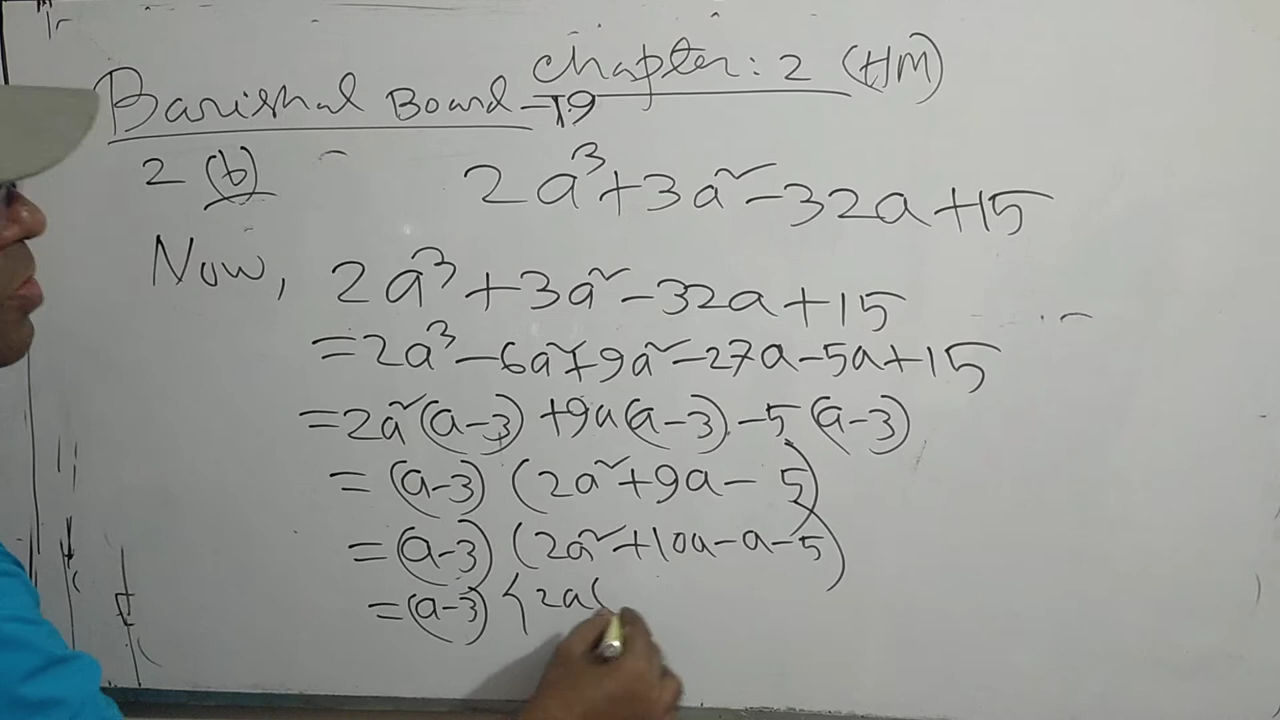 Chapter: 2 (HM)
Barishal Board-19
2 (b) 2a³+3a²-32a+15
Now, 2a³+3a²-32a+15
=2a³-6a²+9a²-27a-5a+15
=2a²(a-3)+9a(a-3)-5(a-3)
=(a-3)(2a²+9a-5)
=(a-3)(2a²+10a-a-5)
=(a-3){2a(